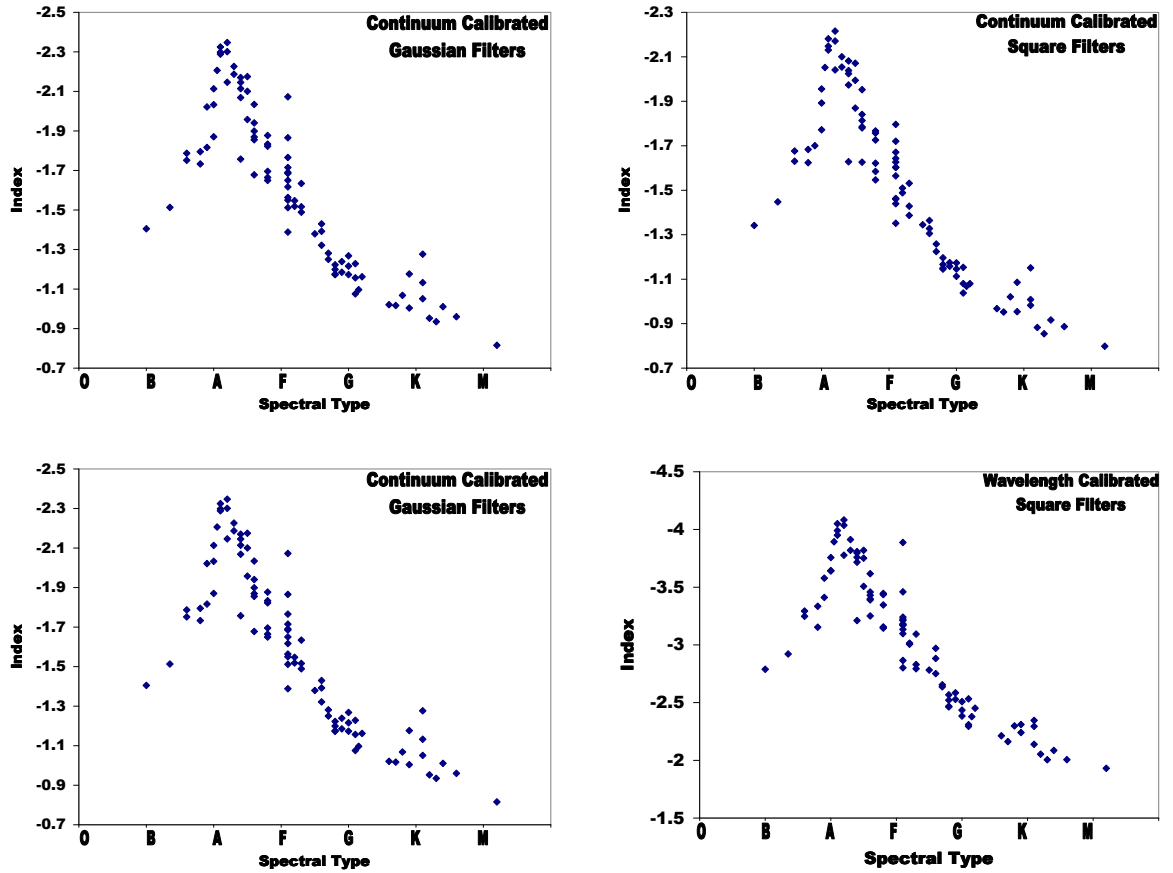 Continuum Calibrated
Gaussian Filters
-2.5
-2.3
-2.1
-1.9
-1.7
-1.5
-1.3
-1.1
-0.9
-0.7
Index
O B A F G K M
Spectral Type
Continuum Calibrated
Square Filters
-2.3
-2.1
-1.9
-1.7
-1.5
-1.3
-1.1
-0.9
-0.7
Index
O B A F G K M
Spectral Type
Continuum Calibrated
Gaussian Filters
-2.5
-2.3
-2.1
-1.9
-1.7
-1.5
-1.3
-1.1
-0.9
-0.7
Index
O B A F G K M
Spectral Type
Wavelength Calibrated
Square Filters
-4.5
-4
-3.5
-3
-2.5
-2
-1.5
Index
O B A F G K M
Spectral Type